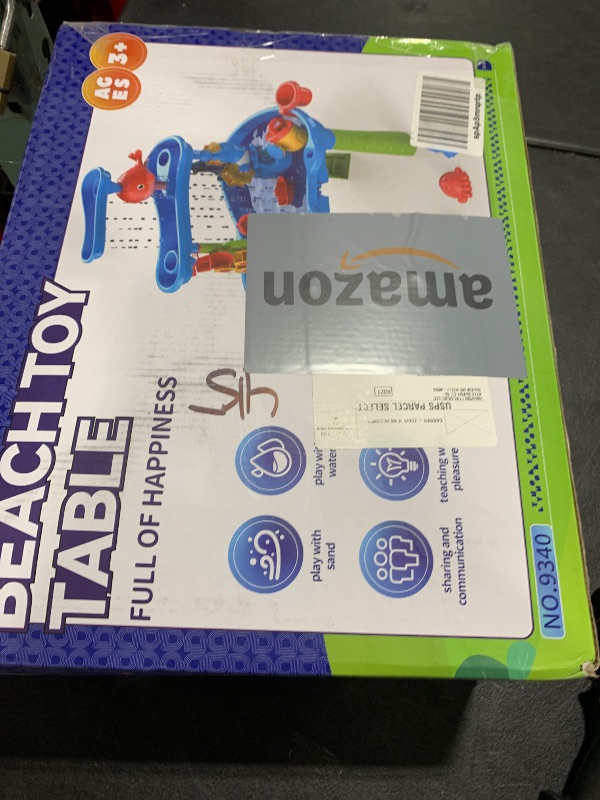 AGES
3+
spApSmnprtp
BEACH TOY
TABLE
FULL OF HAPPINESS
amazon
USPS PARCEL SELECT
play with
water
teaching w
pleasure
play with
sand
sharing and
communication
NO.9340